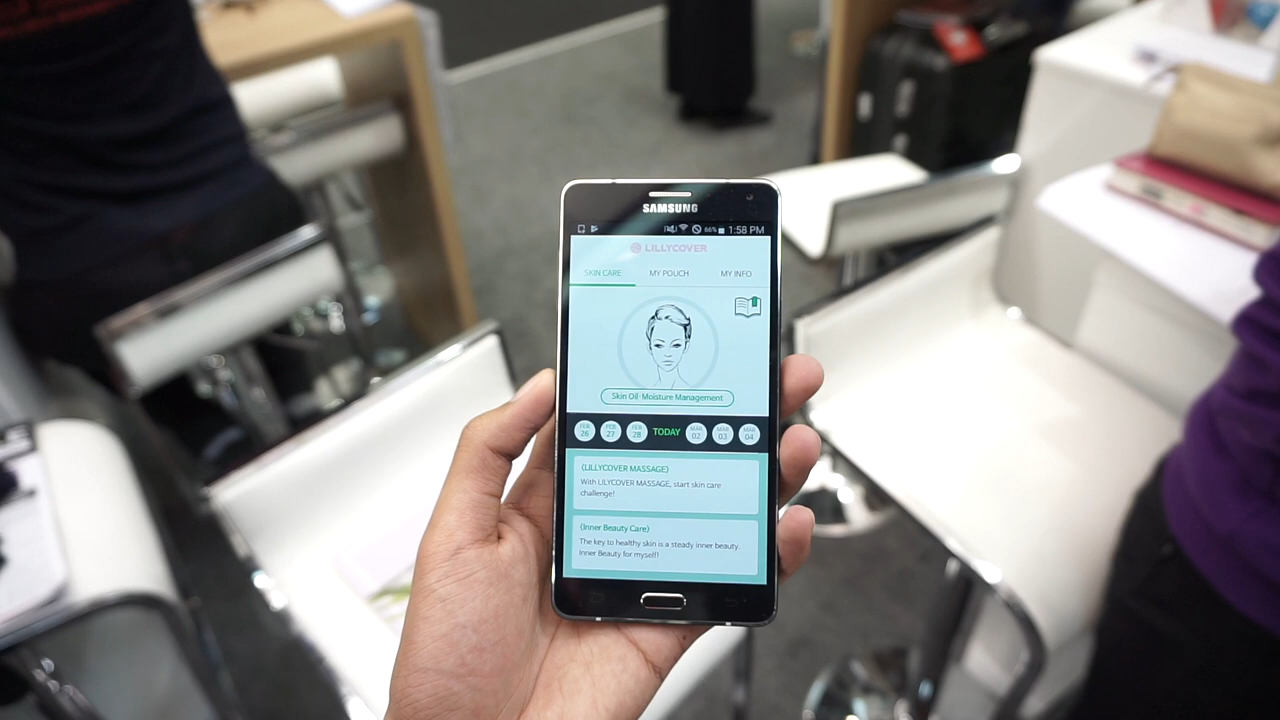 SAMSUNG
66% 1:58 PM
LILLYCOVER
SKIN CARE MY POUCH MY INFO
Skin Oil· Moisture Management
FEB 26 FEB 27 FEB 28 TODAY MAR 02 MAR 03 MAR 04
(LILLYCOVER MASSAGE)
With LILYCOVER MASSAGE, start skin care
challenge!
(Inner Beauty Care)
The key to healthy skin is a steady inner beauty.
Inner Beauty for myself!